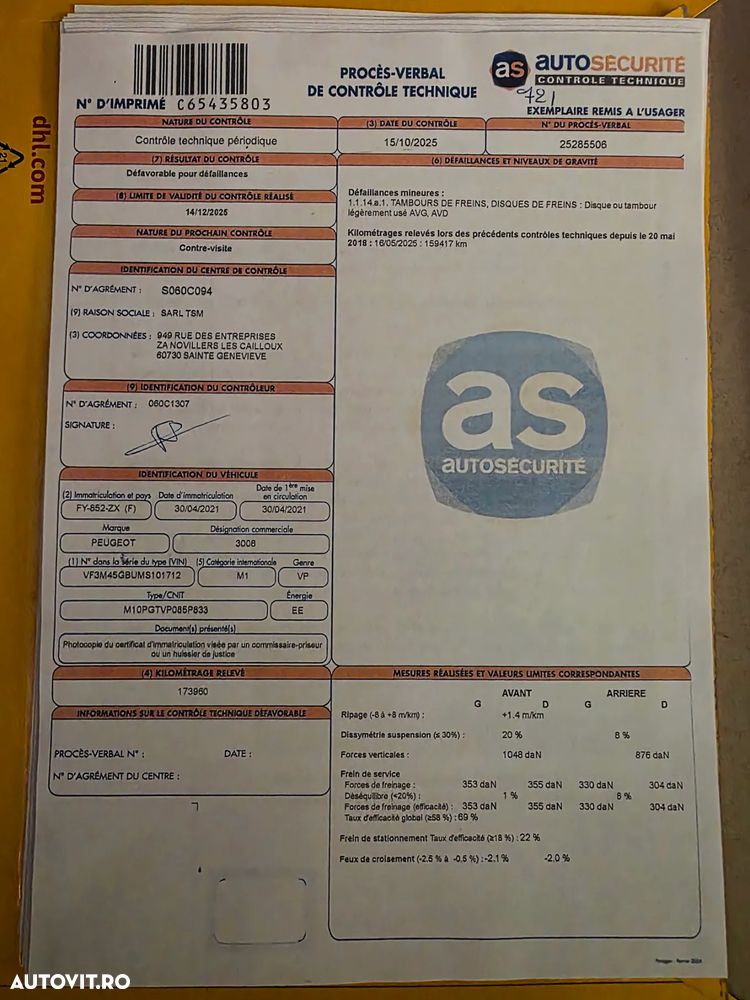 N° D'IMPRIMÉ C65435803
PROCÈS-VERBAL
DE CONTRÔLE TECHNIQUE
as AUTOSÉCURITÉ
CONTROLE TECHNIQUE
721
EXEMPLAIRE REMIS A L'USAGER
dhl.com
NATURE DU CONTRÔLE
Contrôle technique périodique
(3) DATE DU CONTRÔLE
15/10/2025
N° DU PROCÈS-VERBAL
25285506
(7) RÉSULTAT DU CONTRÔLE
Défavorable pour défaillances
(8) LIMITE DE VALIDITÉ DU CONTRÔLE RÉALISÉ
14/12/2025
NATURE DU PROCHAIN CONTRÔLE
Contre-visite
(6) DÉFAILLANCES ET NIVEAUX DE GRAVITÉ
Défaillances mineures :
1.1.14.a.1. TAMBOURS DE FREINS, DISQUES DE FREINS : Disque ou tambour
légèrement usé AVG, AVD
Kilométrages relevés lors des précédents contrôles techniques depuis le 20 mai
2018 : 16/05/2025 : 159417 km
IDENTIFICATION DU CENTRE DE CONTRÔLE
N° D'AGRÉMENT : S060C094
(9) RAISON SOCIALE : SARL TSM
(3) COORDONNÉES : 949 RUE DES ENTREPRISES
ZA NOVILLERS LES CAILLOUX
60730 SAINTE GENEVIEVE
(9) IDENTIFICATION DU CONTRÔLEUR
N° D'AGRÉMENT : 060C1307
SIGNATURE :
as
AUTOSÉCURITÉ
IDENTIFICATION DU VÉHICULE
(2) Immatriculation et pays Date d'immatriculation Date de 1ère mise en circulation
FY-852-ZX (F) 30/04/2021 30/04/2021
Marque Désignation commerciale
PEUGEOT 3008
(1) N° dans la série du type (VIN) (5) Catégorie internationale Genre
VF3M45GBUMS101712 M1 VP
Type/CNIT Énergie
M10PGTVP085P833 EE
Document(s) présenté(s)
Photocopie du certificat d'immatriculation visée par un commissaire-priseur
ou un huissier de justice
(4) KILOMÉTRAGE RELEVÉ
173960
INFORMATIONS SUR LE CONTRÔLE TECHNIQUE DÉFAVORABLE
PROCÈS-VERBAL N° : DATE :
N° D'AGRÉMENT DU CENTRE :
MESURES RÉALISÉES ET VALEURS LIMITES CORRESPONDANTES
AVANT ARRIERE
G D G D
Ripage (-8 à +8 m/km) : +1.4 m/km
Dissymétrie suspension (≤ 30%) : 20 % 8 %
Forces verticales : 1048 daN 876 daN
Frein de service
Forces de freinage : 353 daN 355 daN 330 daN 304 daN
Déséquilibre (<20%) : 1 % 8 %
Forces de freinage (efficacité) : 353 daN 355 daN 330 daN 304 daN
Taux d'efficacité global (≥58 %) : 69 %
Frein de stationnement Taux d'efficacité (≥18 %) : 22 %
Feux de croisement (-2.5 % à -0.5 %) : -2.1 % -2.0 %
AUTOVIT.RO